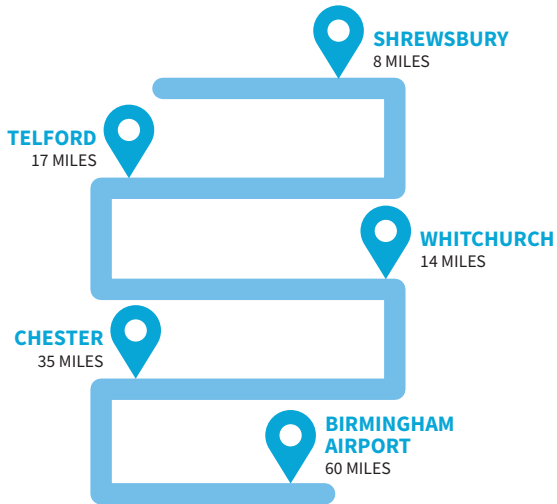 SHREWSBURY
8 MILES
TELFORD
17 MILES
WHITCHURCH
14 MILES
CHESTER
35 MILES
BIRMINGHAM
AIRPORT
60 MILES